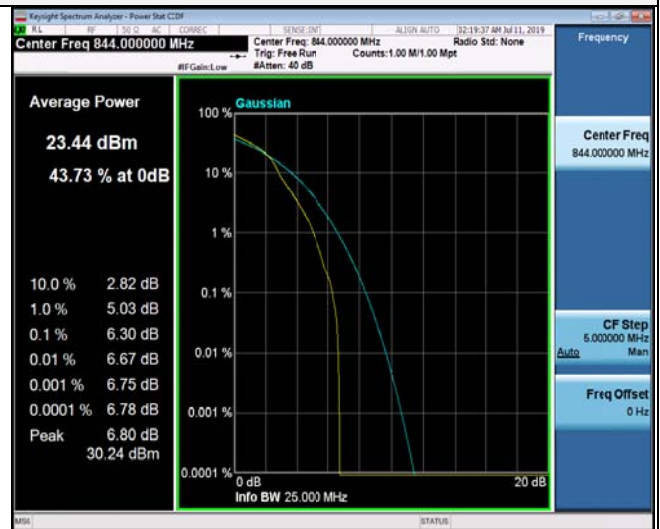 Keysight Spectrum Analyzer - Power Stat CCDF
RL RF 50 Ω AC CORREC SENSE:INT ALIGN AUTO 02:19:37 AM Jul 11, 2019
Center Freq 844.000000 MHz
Center Freq: 844.000000 MHz Radio Std: None
Trig: Free Run Counts:1.00 M/1.00 Mpt
#IFGain:Low #Atten: 40 dB
Frequency
Average Power
23.44 dBm
43.73 % at 0dB
10.0 % 2.82 dB
1.0 % 5.03 dB
0.1 % 6.30 dB
0.01 % 6.67 dB
0.001 % 6.75 dB
0.0001 % 6.78 dB
Peak 6.80 dB
30.24 dBm
Gaussian
100 %
10 %
1 %
0.1 %
0.01 %
0.001 %
0.0001 %
0 dB 20 dB
Info BW 25.000 MHz
Center Freq
844.000000 MHz
CF Step
5.000000 MHz
Auto Man
Freq Offset
0 Hz
MSG STATUS